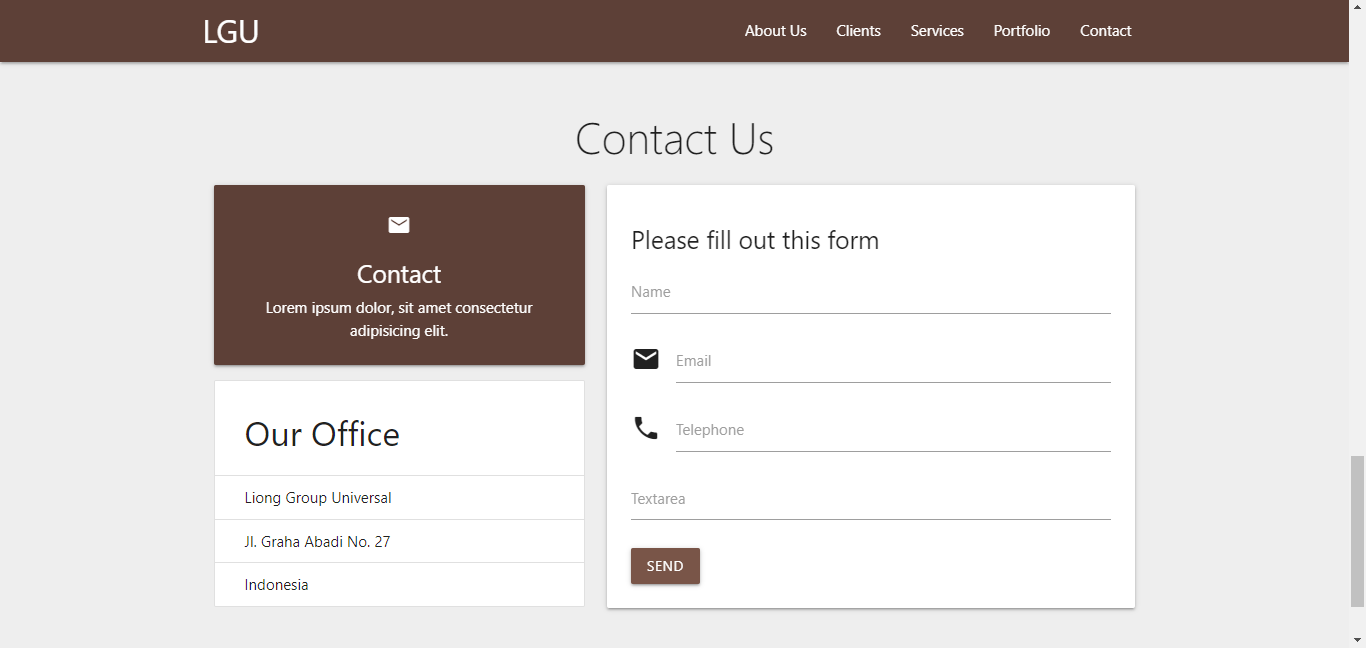 LGU
About Us
Clients
Services
Portfolio
Contact
Contact Us
Contact
Lorem ipsum dolor, sit amet consectetur
adipisicing elit.
Our Office
Liong Group Universal
Jl. Graha Abadi No. 27
Indonesia
Please fill out this form
Name
Email
Telephone
Textarea
SEND